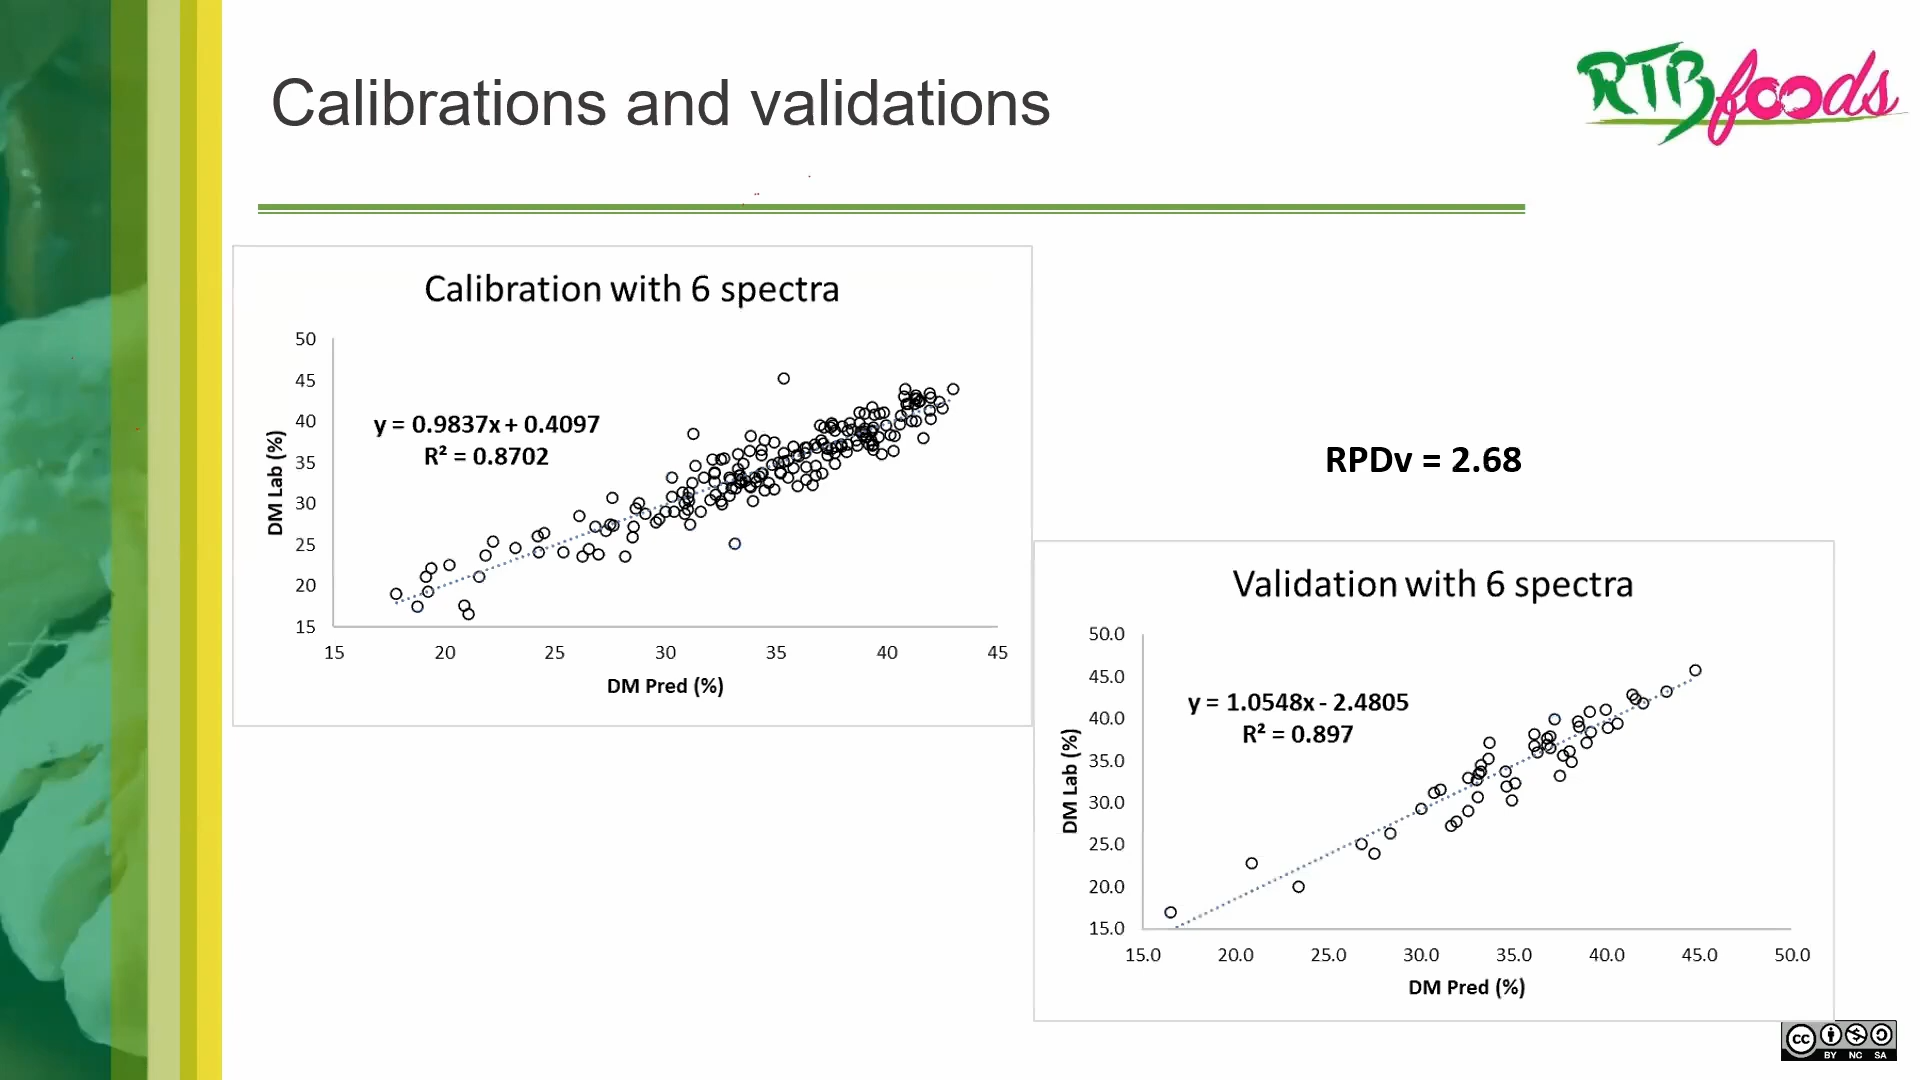 Calibrations and validations
RTBfoods
Calibration with 6 spectra
50
45
40
35
30
25
20
15
y = 0.9837x + 0.4097
R² = 0.8702
DM Lab (%)
15 20 25 30 35 40 45
DM Pred (%)
RPDv = 2.68
Validation with 6 spectra
50.0
45.0
40.0
35.0
30.0
25.0
20.0
15.0
y = 1.0548x - 2.4805
R² = 0.897
DM Lab (%)
15.0 20.0 25.0 30.0 35.0 40.0 45.0 50.0
DM Pred (%)
cc
BY NC SA